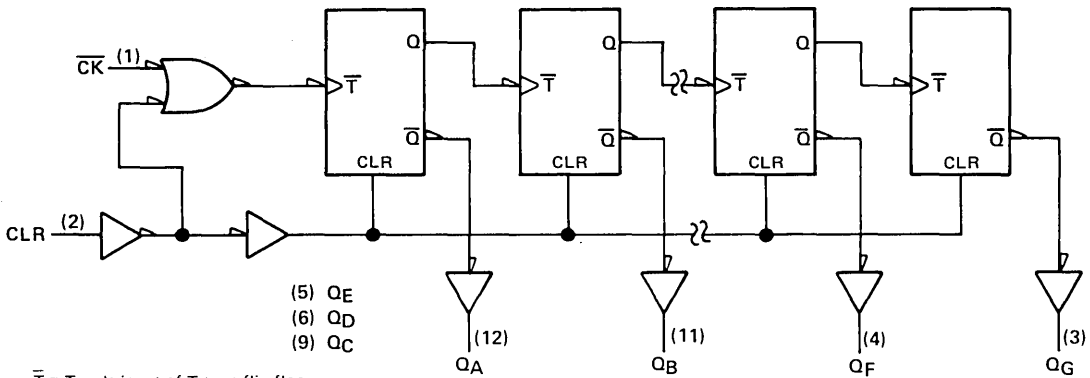 Q Q Q
CK (1)
T T T T
Q Q Q Q
CLR CLR CLR CLR
CLR (2)
(5) QE
(6) QD
(9) QC
(12) (11) (4) (3)
QA QB QF QG